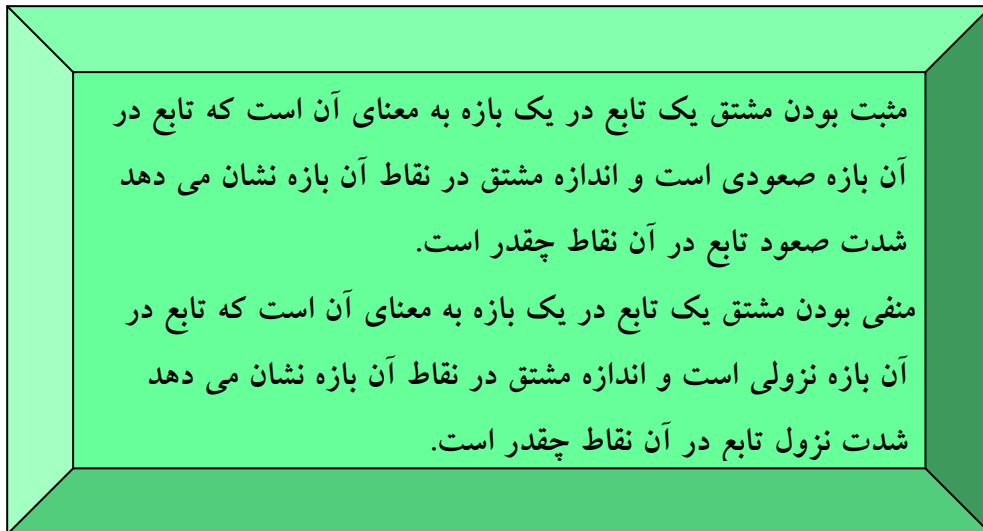 مثبت بودن مشتق یک تابع در یک بازه به معنای آن است که تابع در
آن بازه صعودی است و اندازه مشتق در نقاط آن بازه نشان می دهد
شدت صعود تابع در آن نقاط چقدر است.
منفی بودن مشتق یک تابع در یک بازه به معنای آن است که تابع در
آن بازه نزولی است و اندازه مشتق در نقاط آن بازه نشان می دهد
شدت نزول تابع در آن نقاط چقدر است.